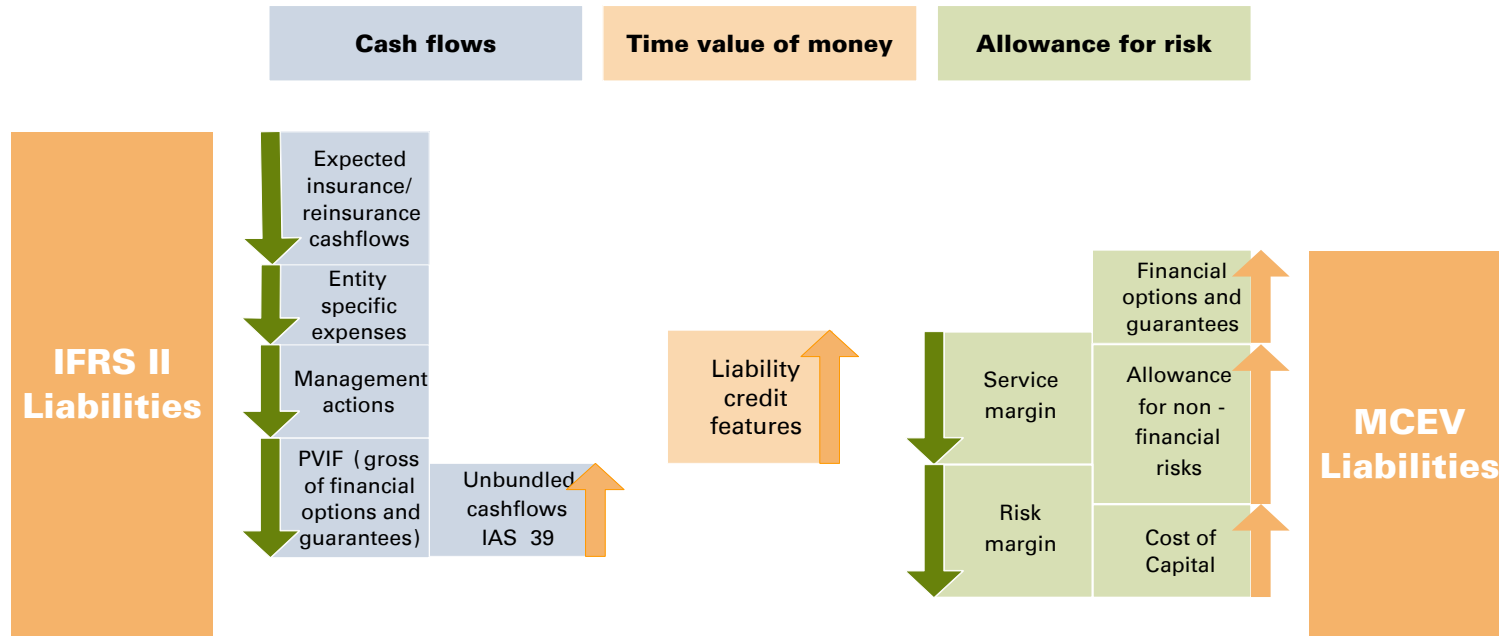 Cash flows
Time value of money
Allowance for risk
IFRS II
Liabilities
Expected
insurance/
reinsurance
cashflows
Entity
specific
expenses
Management
actions
PVIF (gross
of financial
options and
guarantees)
Unbundled
cashflows
IAS 39
Liability
credit
features
Service
margin
Risk
margin
Financial
options and
guarantees
Allowance
for non -
financial
risks
Cost of
Capital
MCEV
Liabilities